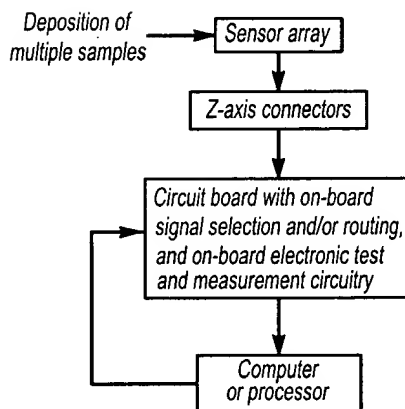 Deposition of
multiple samples
Sensor array
Z-axis connectors
Circuit board with on-board
signal selection and/or routing,
and on-board electronic test
and measurement circuitry
Computer
or processor